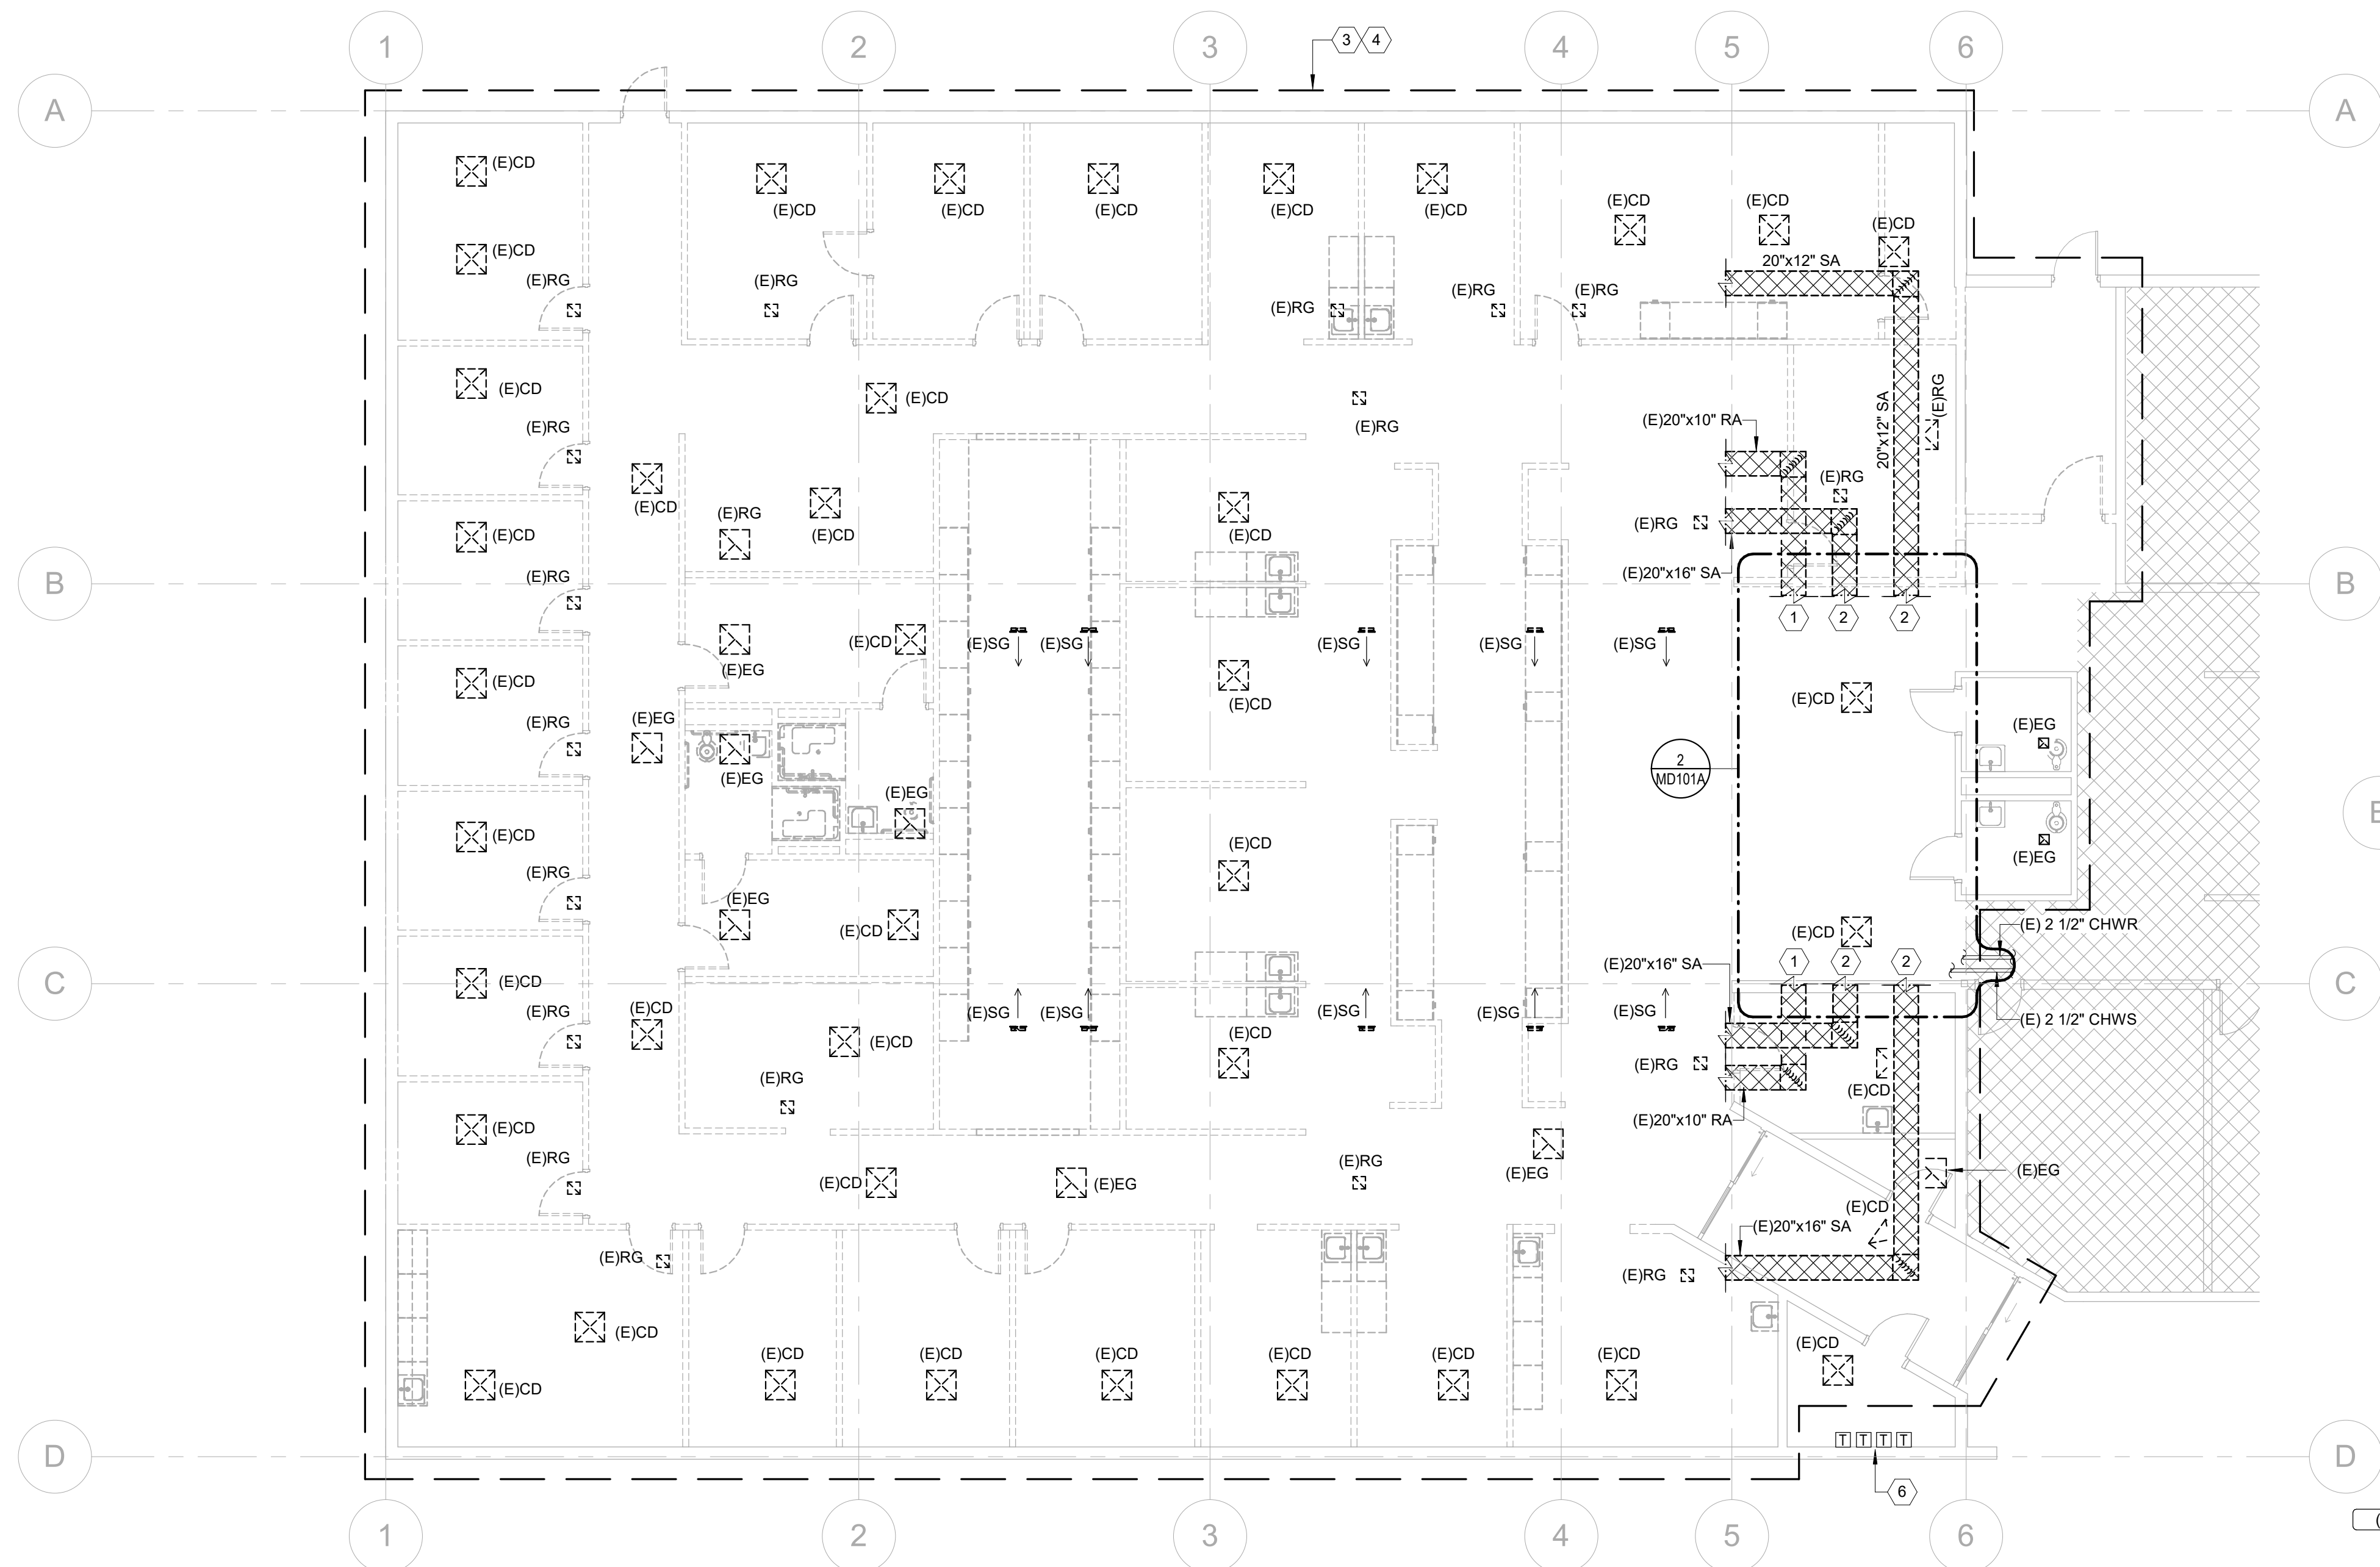 1 2 3 4 5 6
3 4
A A
(E)CD
(E)CD (E)CD (E)CD (E)CD (E)CD (E)CD (E)CD
(E)CD
(E)CD
20"x12" SA
(E)RG (E)RG (E)RG (E)RG (E)RG
(E)CD (E)CD
20"x12" SA
(E)RG
(E)RG (E)RG (E)20"x10" RA
(E)RG
(E)CD (E)RG (E)CD (E)CD (E)RG
(E)CD
(E)20"x16" SA
(E)RG
B B
1 2 2
(E)CD (E)SG (E)SG (E)SG (E)SG (E)SG
(E)EG
(E)CD
(E)CD (E)CD
(E)RG (E)EG (E)EG
2
MD101A
(E)EG
(E)EG
(E)CD (E)CD (E)EG
(E)RG
(E)EG
(E)CD (E)CD (E) 2 1/2" CHWR
1 2 2
(E)20"x16" SA
(E)CD
C C
(E)RG (E)CD (E)SG (E)SG (E)SG (E)SG (E)SG
(E) 2 1/2" CHWS
(E)CD (E)CD
(E)RG
(E)RG (E)CD
(E)20"x10" RA
(E)CD
(E)RG (E)RG (E)EG
(E)CD (E)EG (E)EG
(E)CD
(E)20"x16" SA
(E)RG (E)RG
(E)CD
(E)CD (E)CD (E)CD (E)CD (E)CD (E)CD (E)CD
(E)CD
T T T T
D D
6
1 2 3 4 5 6